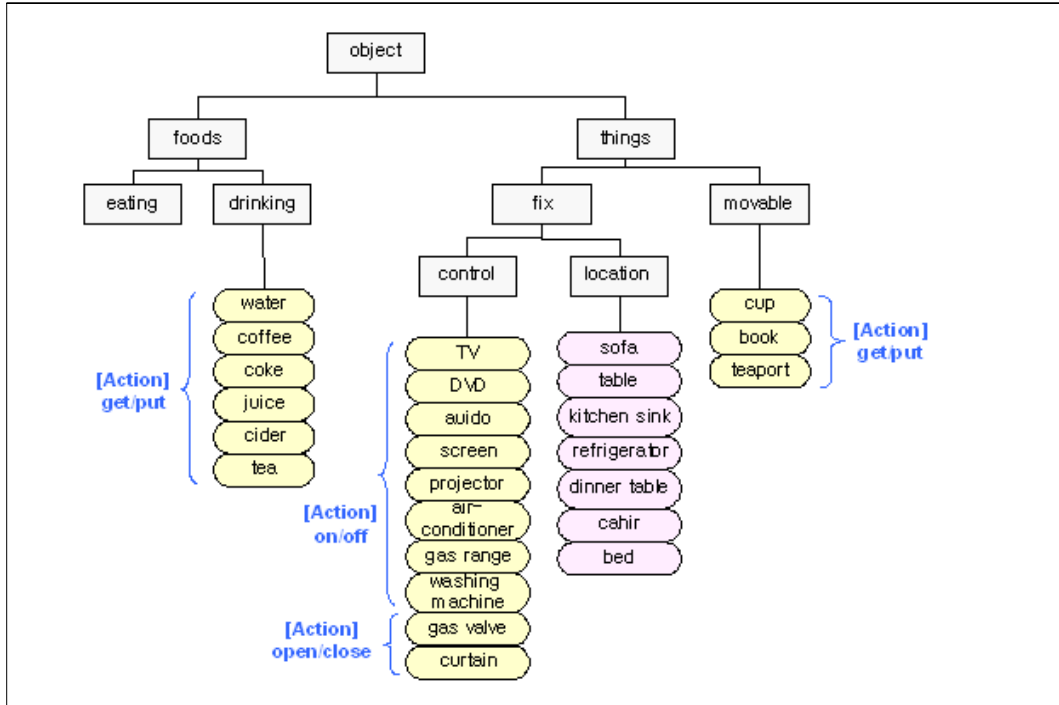 object
foods
things
eating
drinking
fix
movable
control
location
water
coffee
coke
juice
cider
tea
[Action]
get/put
TV
DVD
auido
screen
projector
air-
conditioner
gas range
washing
machine
gas valve
curtain
[Action]
on/off
[Action]
open/close
sofa
table
kitchen sink
refrigerator
dinner table
cahir
bed
cup
book
teaport
[Action]
get/put